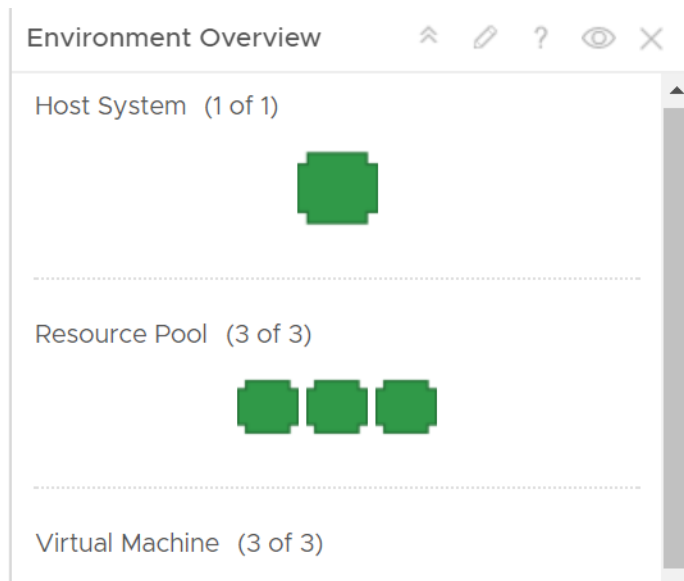 Environment Overview ?
Host System (1 of 1)
Resource Pool (3 of 3)
Virtual Machine (3 of 3)